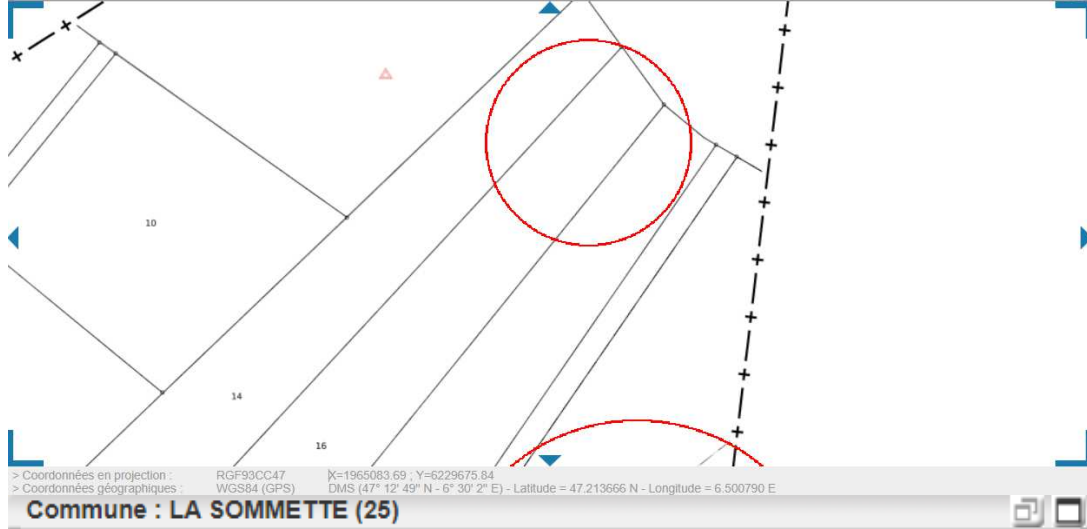 10
14
16
> Coordonnées en projection : RGF93CC47 X=1965083.69 ; Y=6229675.84
> Coordonnées géographiques : WGS84 (GPS) DMS (47° 12' 49" N - 6° 30' 2" E) - Latitude = 47.213666 N - Longitude = 6.500790 E
Commune : LA SOMMETTE (25)